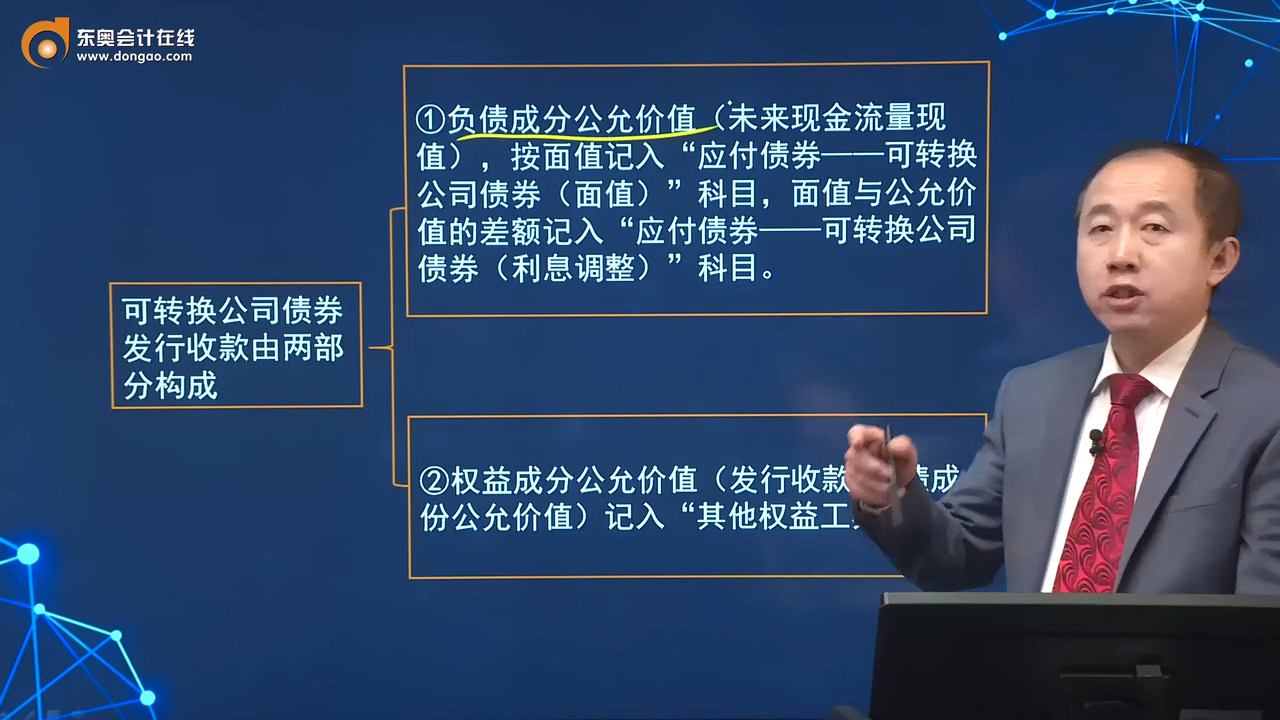 东奥会计在线
www.dongao.com
①负债成分公允价值（未来现金流量现
值），按面值记入“应付债券——可转换
公司债券（面值）”科目，面值与公允价
值的差额记入“应付债券——可转换公司
债券（利息调整）”科目。
可转换公司债券
发行收款由两部
分构成
②权益成分公允价值（发行收款 债成
份公允价值）记入“其他权益工